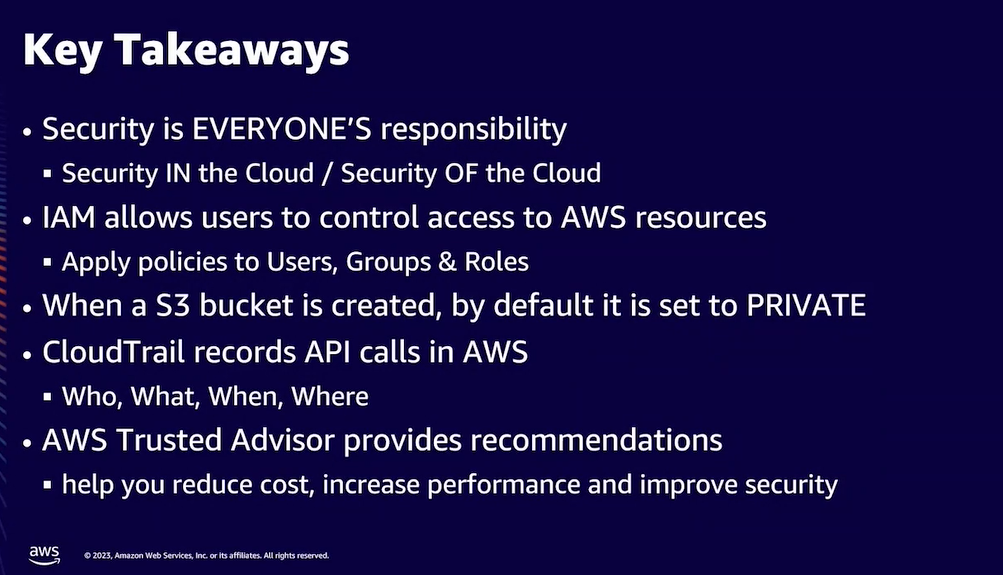 Key Takeaways
• Security is EVERYONE’S responsibility
▪ Security IN the Cloud / Security OF the Cloud
• IAM allows users to control access to AWS resources
▪ Apply policies to Users, Groups & Roles
• When a S3 bucket is created, by default it is set to PRIVATE
• CloudTrail records API calls in AWS
▪ Who, What, When, Where
• AWS Trusted Advisor provides recommendations
▪ help you reduce cost, increase performance and improve security
aws
© 2023, Amazon Web Services, Inc. or its affiliates. All rights reserved.